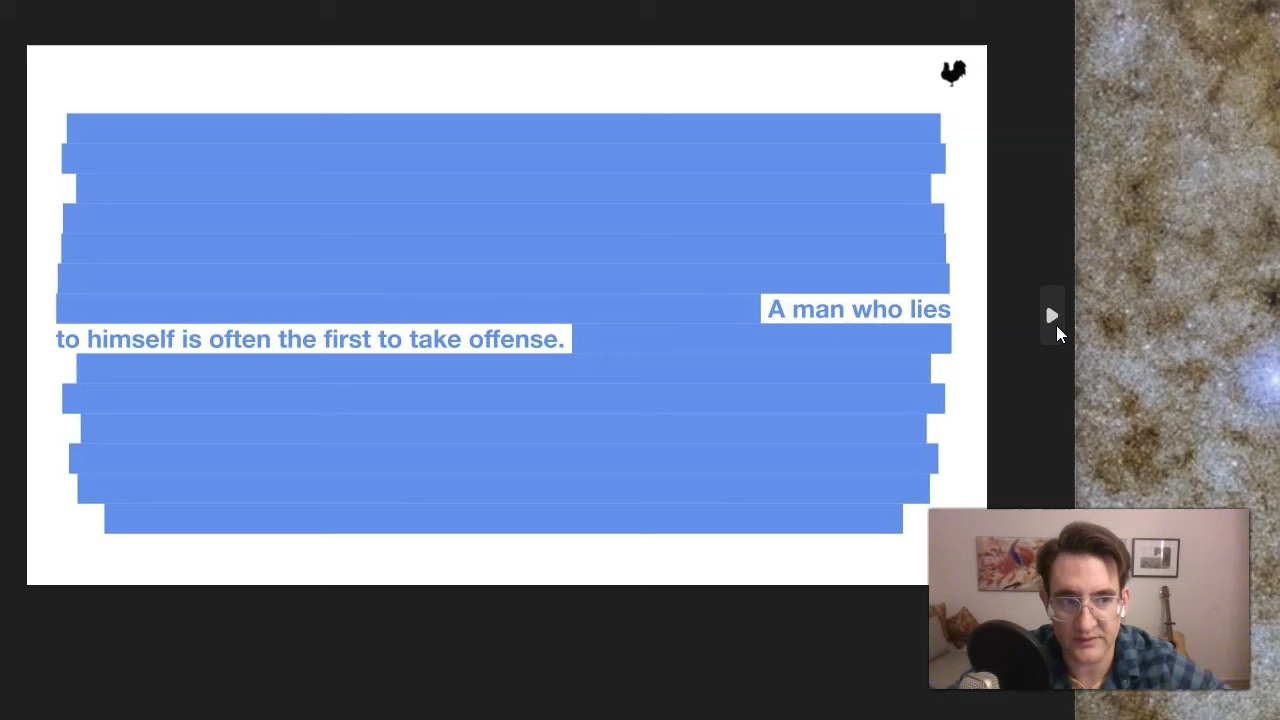 A man who lies
to himself is often the first to take offense.